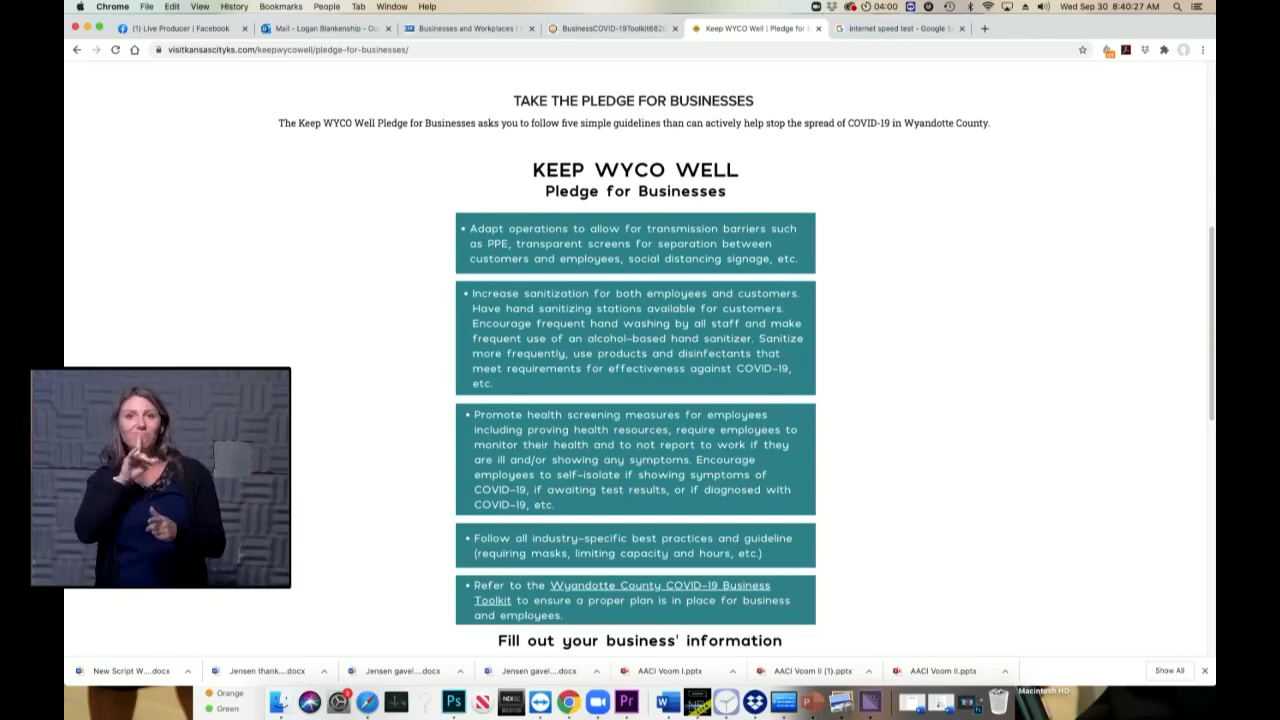 Chrome File Edit View History Bookmarks People Tab Window Help 04:00 Wed Sep 30 8:40:27 AM
(1) Live Producer | Facebook Mail - Logan Blankenship - Ou Businesses and Workplaces | BusinessCOVID-19Toolkit682 Keep WYCO Well | Pledge for internet speed test - Google S
visitkansascityks.com/keepwycowell/pledge-for-businesses/
TAKE THE PLEDGE FOR BUSINESSES
The Keep WYCO Well Pledge for Businesses asks you to follow five simple guidelines than can actively help stop the spread of COVID-19 in Wyandotte County.
KEEP WYCO WELL
Pledge for Businesses
• Adapt operations to allow for transmission barriers such
as PPE, transparent screens for separation between
customers and employees, social distancing signage, etc.
• Increase sanitization for both employees and customers.
Have hand sanitizing stations available for customers.
Encourage frequent hand washing by all staff and make
frequent use of an alcohol-based hand sanitizer. Sanitize
more frequently, use products and disinfectants that
meet requirements for effectiveness against COVID-19,
etc.
• Promote health screening measures for employees
including proving health resources, require employees to
monitor their health and to not report to work if they
are ill and/or showing any symptoms. Encourage
employees to self-isolate if showing symptoms of
COVID-19, if awaiting test results, or if diagnosed with
COVID-19, etc.
• Follow all industry-specific best practices and guideline
(requiring masks, limiting capacity and hours, etc.)
• Refer to the Wyandotte County COVID-19 Business
Toolkit to ensure a proper plan is in place for business
and employees.
Fill out your business' information
New Script W....docx Jensen thank....docx Jensen gavel....docx Jensen gavel....docx AACI Voom I.pptx AACI Voom II (1).pptx AACI Voom II.pptx Show All
Orange
Green
Macintosh HD